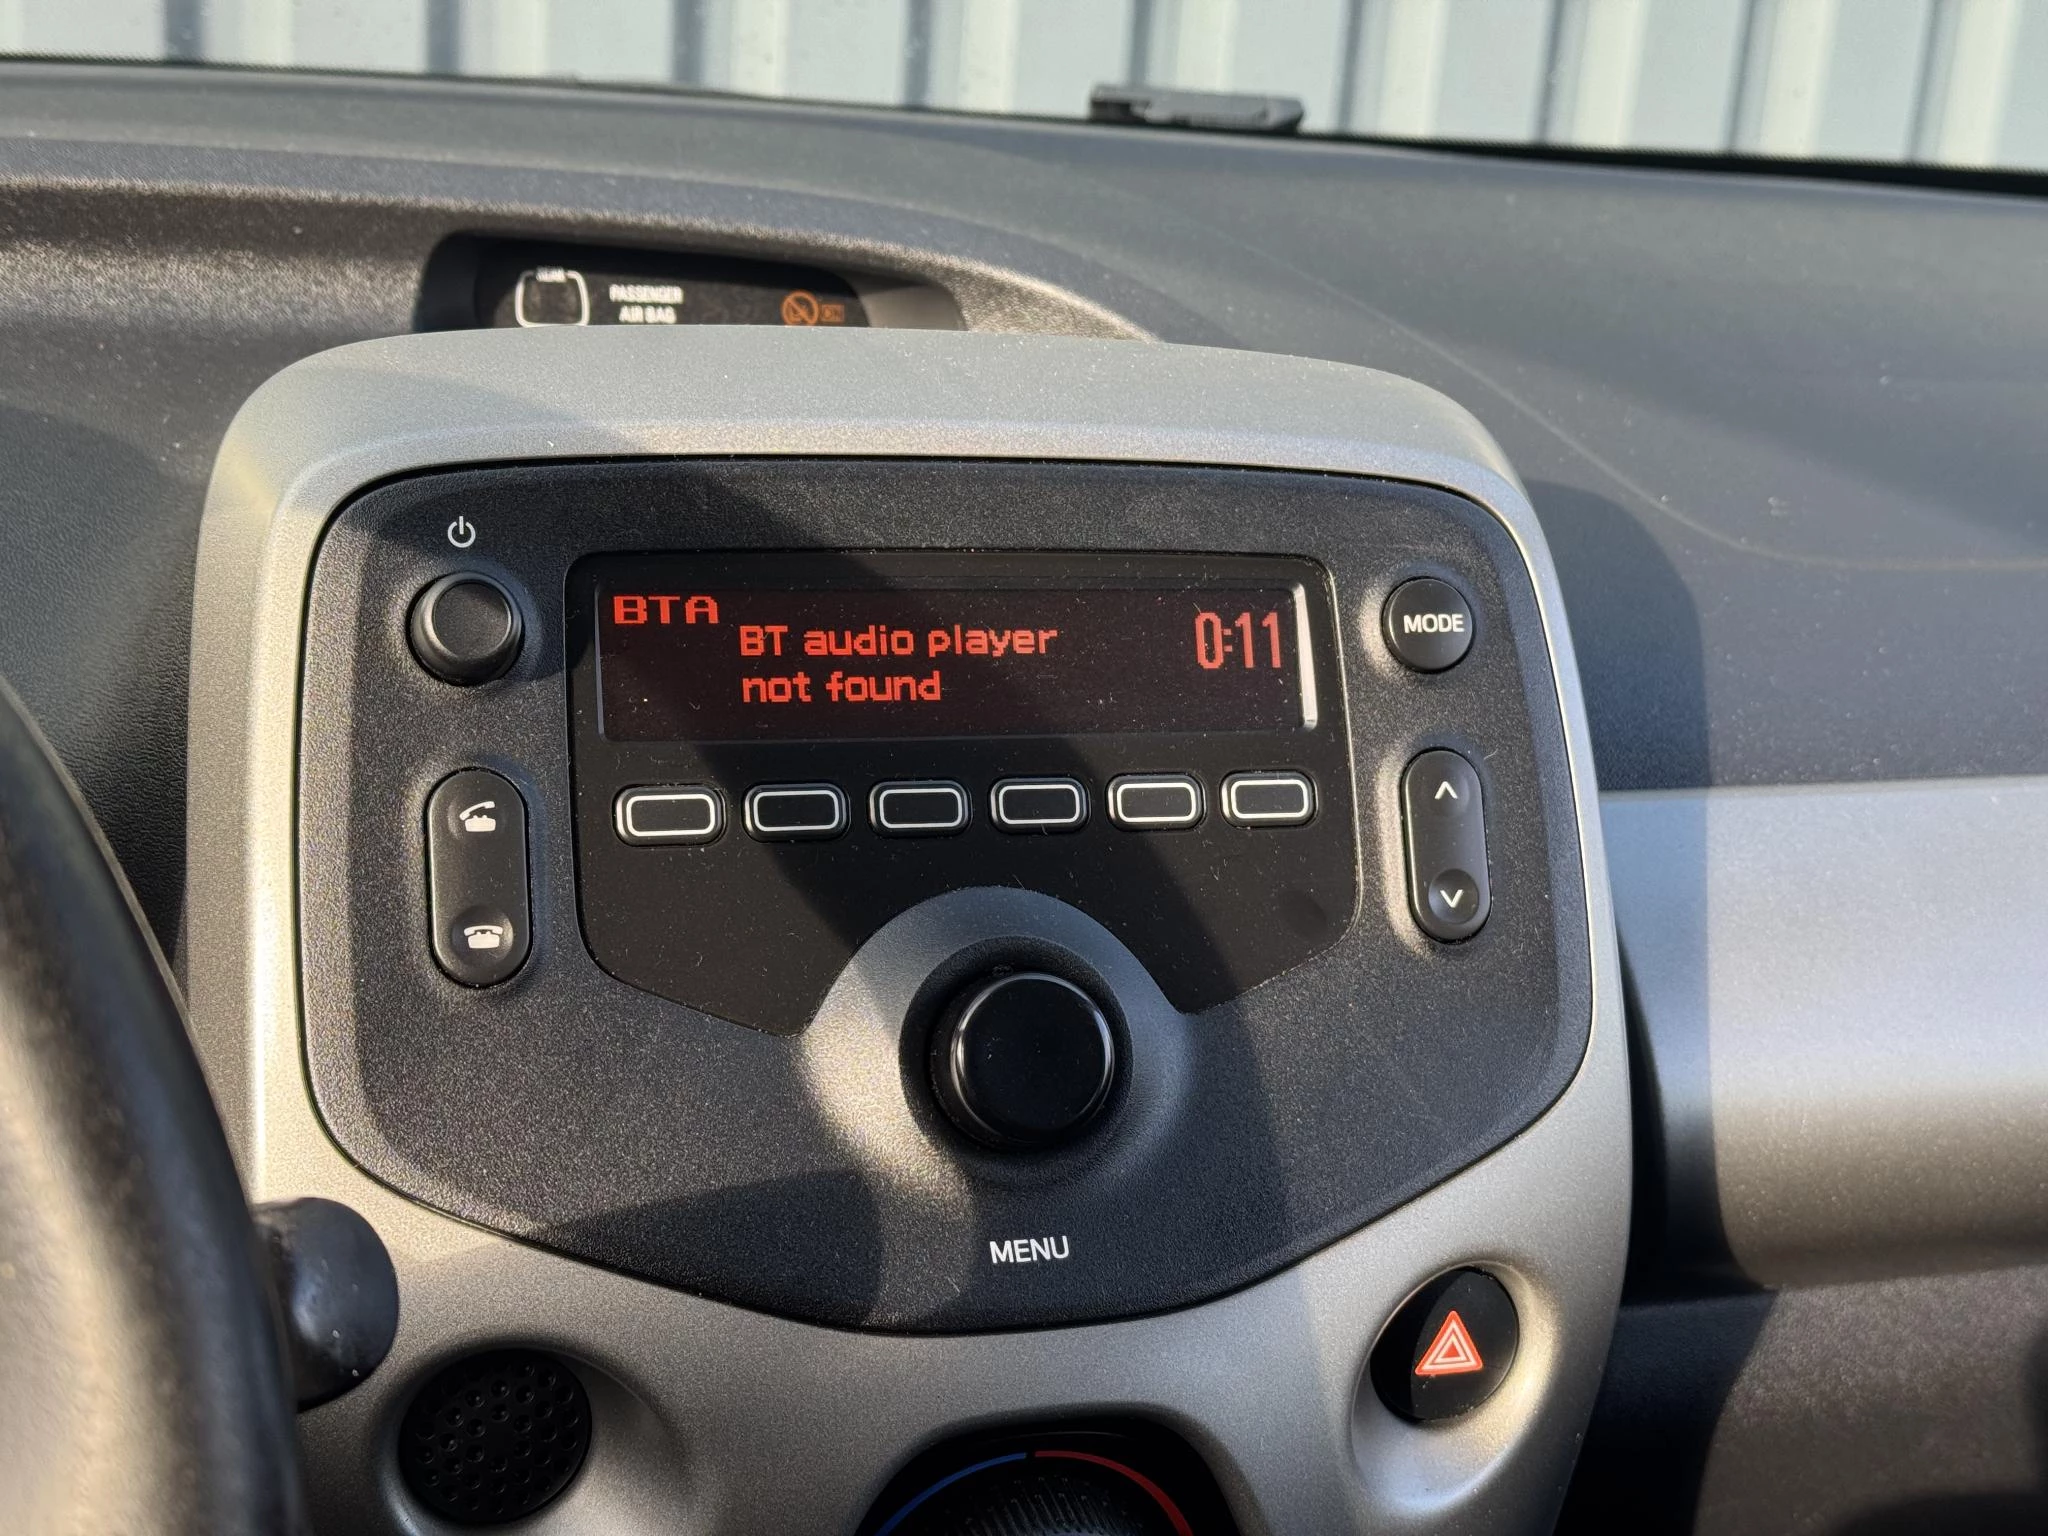 PASSENGER
AIR BAG
BTA
BT audio player
not found
0:11
MODE
MENU